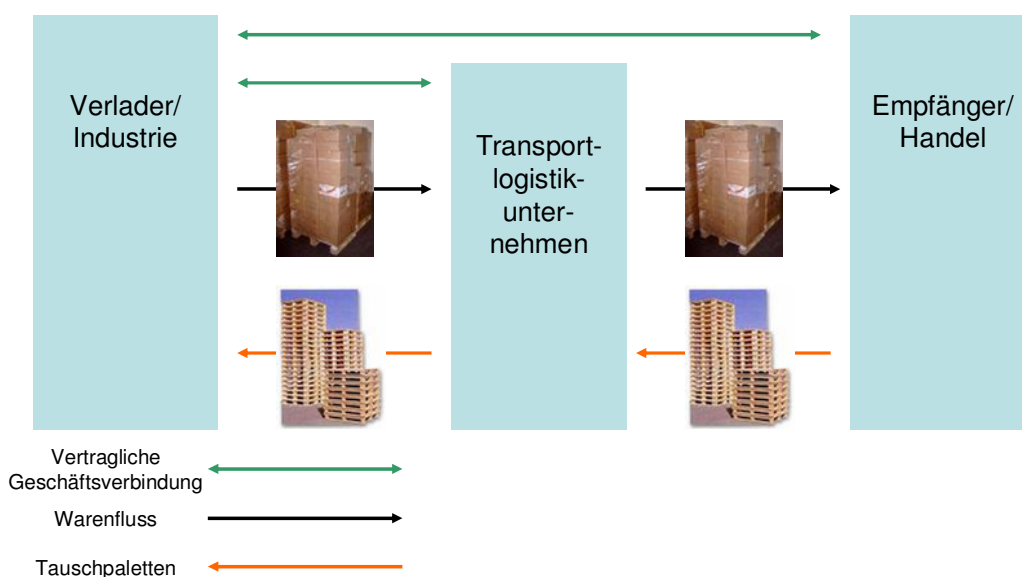 Verlader/
Industrie
Transport-
logistik-
unter-
nehmen
Empfänger/
Handel
Vertragliche
Geschäftsverbindung
Warenfluss
Tauschpaletten